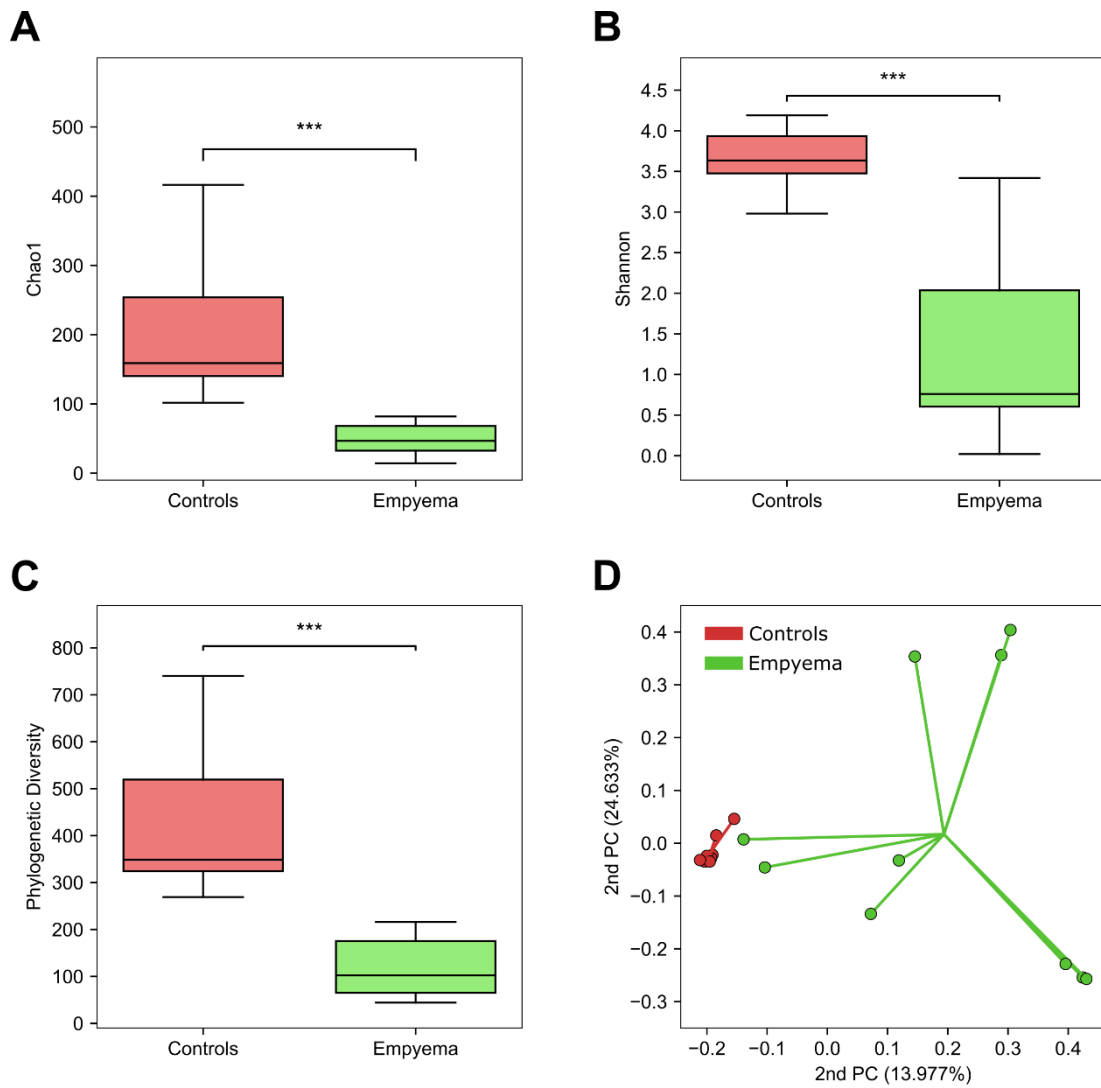 A
Chao1
500
400
300
200
100
0
***
Controls Empyema
B
Shannon
4.5
4.0
3.5
3.0
2.5
2.0
1.5
1.0
0.5
0.0
***
Controls Empyema
C
Phylogenetic Diversity
800
700
600
500
400
300
200
100
0
***
Controls Empyema
D
2nd PC (24.633%)
0.4
0.3
0.2
0.1
0.0
−0.1
−0.2
−0.3
Controls
Empyema
−0.2 −0.1 0.0 0.1 0.2 0.3 0.4
2nd PC (13.977%)